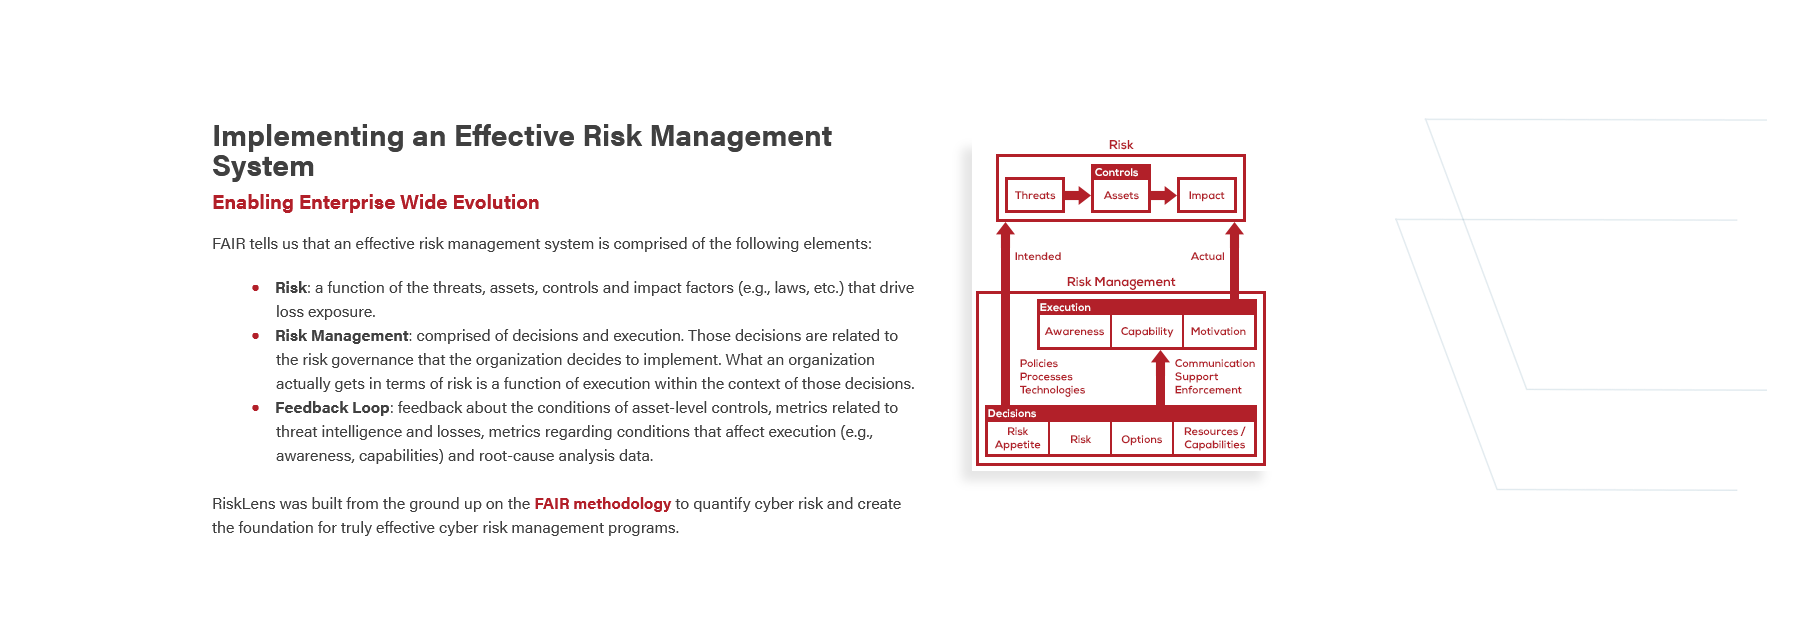 Implementing an Effective Risk Management
System
Enabling Enterprise Wide Evolution
FAIR tells us that an effective risk management system is comprised of the following elements:
• Risk: a function of the threats, assets, controls and impact factors (e.g., laws, etc.) that drive
loss exposure.
• Risk Management: comprised of decisions and execution. Those decisions are related to
the risk governance that the organization decides to implement. What an organization
actually gets in terms of risk is a function of execution within the context of those decisions.
• Feedback Loop: feedback about the conditions of asset-level controls, metrics related to
threat intelligence and losses, metrics regarding conditions that affect execution (e.g.,
awareness, capabilities) and root-cause analysis data.
RiskLens was built from the ground up on the FAIR methodology to quantify cyber risk and create
the foundation for truly effective cyber risk management programs.
Risk
Controls
Threats
Assets
Impact
Intended
Actual
Risk Management
Execution
Awareness
Capability
Motivation
Policies
Processes
Technologies
Communication
Support
Enforcement
Decisions
Risk
Appetite
Risk
Options
Resources /
Capabilities